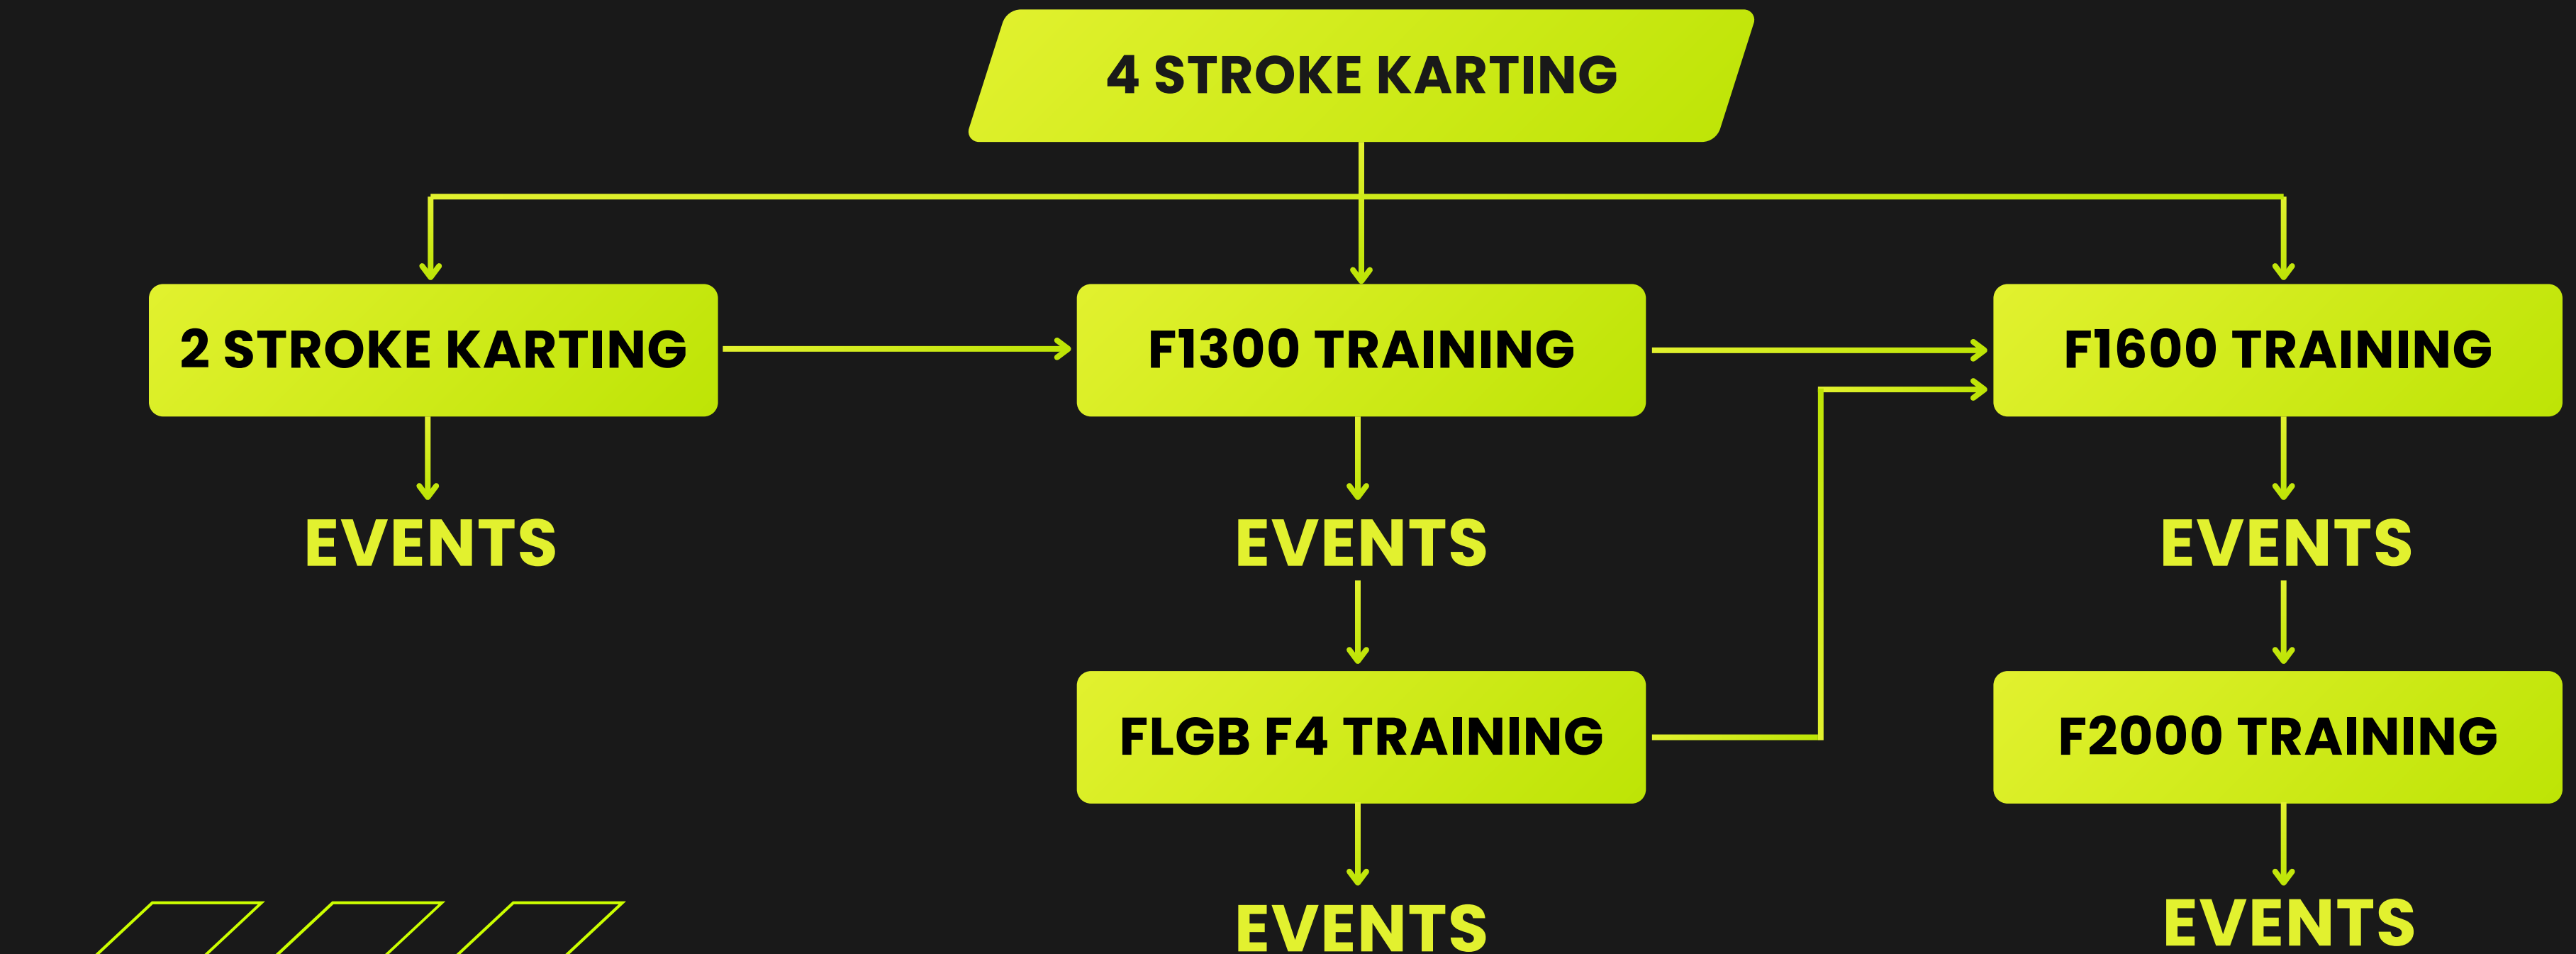 4 STROKE KARTING
2 STROKE KARTING
F1300 TRAINING
F1600 TRAINING
EVENTS
EVENTS
EVENTS
FLGB F4 TRAINING
F2000 TRAINING
EVENTS
EVENTS